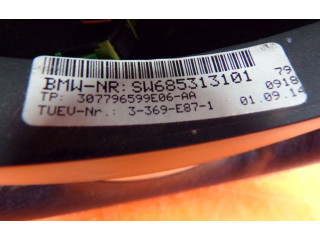 BMW-NR:SW685313101
79
TP: 307796599E06-AA
0918
TUEV-Nr.: 3-369-E87-1
01.09.14